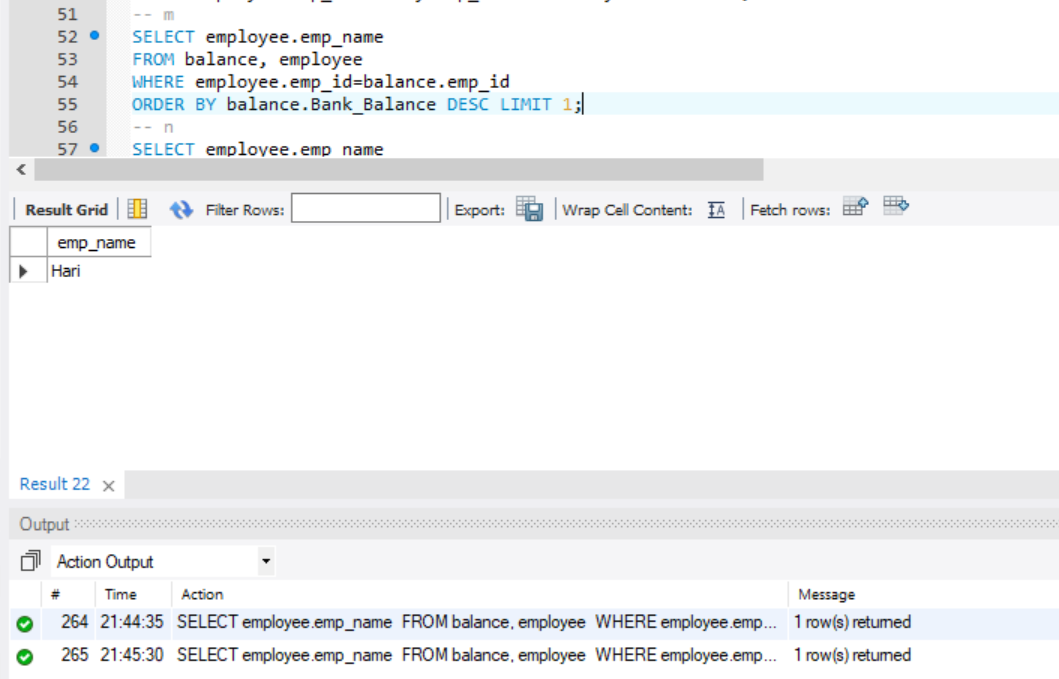 51 -- m
52 SELECT employee.emp_name
53 FROM balance, employee
54 WHERE employee.emp_id=balance.emp_id
55 ORDER BY balance.Bank_Balance DESC LIMIT 1;
56 -- n
57 SELECT employee.emp_name
Result Grid Filter Rows: Export: Wrap Cell Content: IA Fetch rows:
emp_name
Hari
Result 22
Output
Action Output
# Time Action Message
264 21:44:35 SELECT employee.emp_name FROM balance, employee WHERE employee.emp... 1 row(s) returned
265 21:45:30 SELECT employee.emp_name FROM balance, employee WHERE employee.emp... 1 row(s) returned